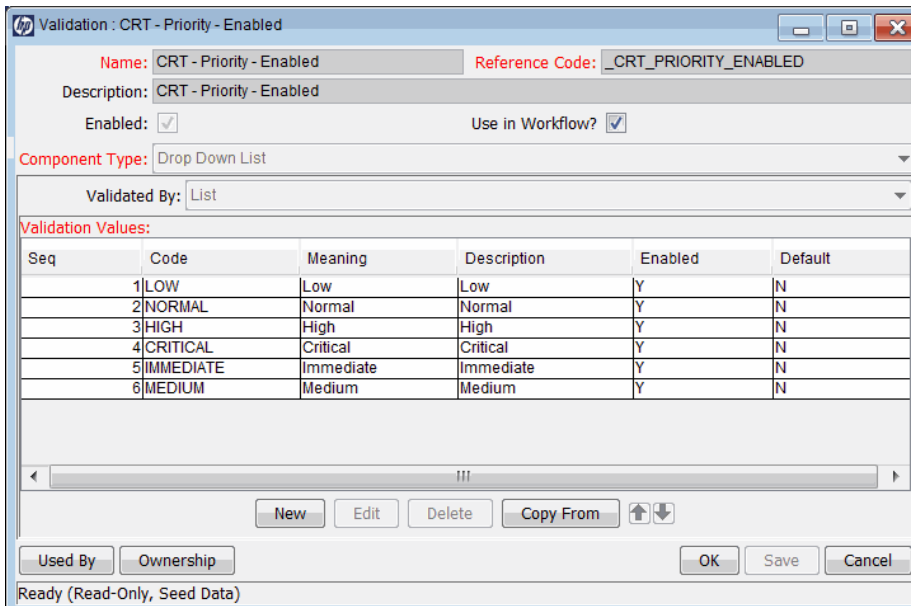 hp Validation : CRT - Priority - Enabled
Name: CRT - Priority - Enabled Reference Code: _CRT_PRIORITY_ENABLED
Description: CRT - Priority - Enabled
Enabled: Use in Workflow?
Component Type: Drop Down List
Validated By: List
Validation Values:
Seq Code Meaning Description Enabled Default
1 LOW Low Low Y N
2 NORMAL Normal Normal Y N
3 HIGH High High Y N
4 CRITICAL Critical Critical Y N
5 IMMEDIATE Immediate Immediate Y N
6 MEDIUM Medium Medium Y N
New Edit Delete Copy From
Used By Ownership OK Save Cancel
Ready (Read-Only, Seed Data)